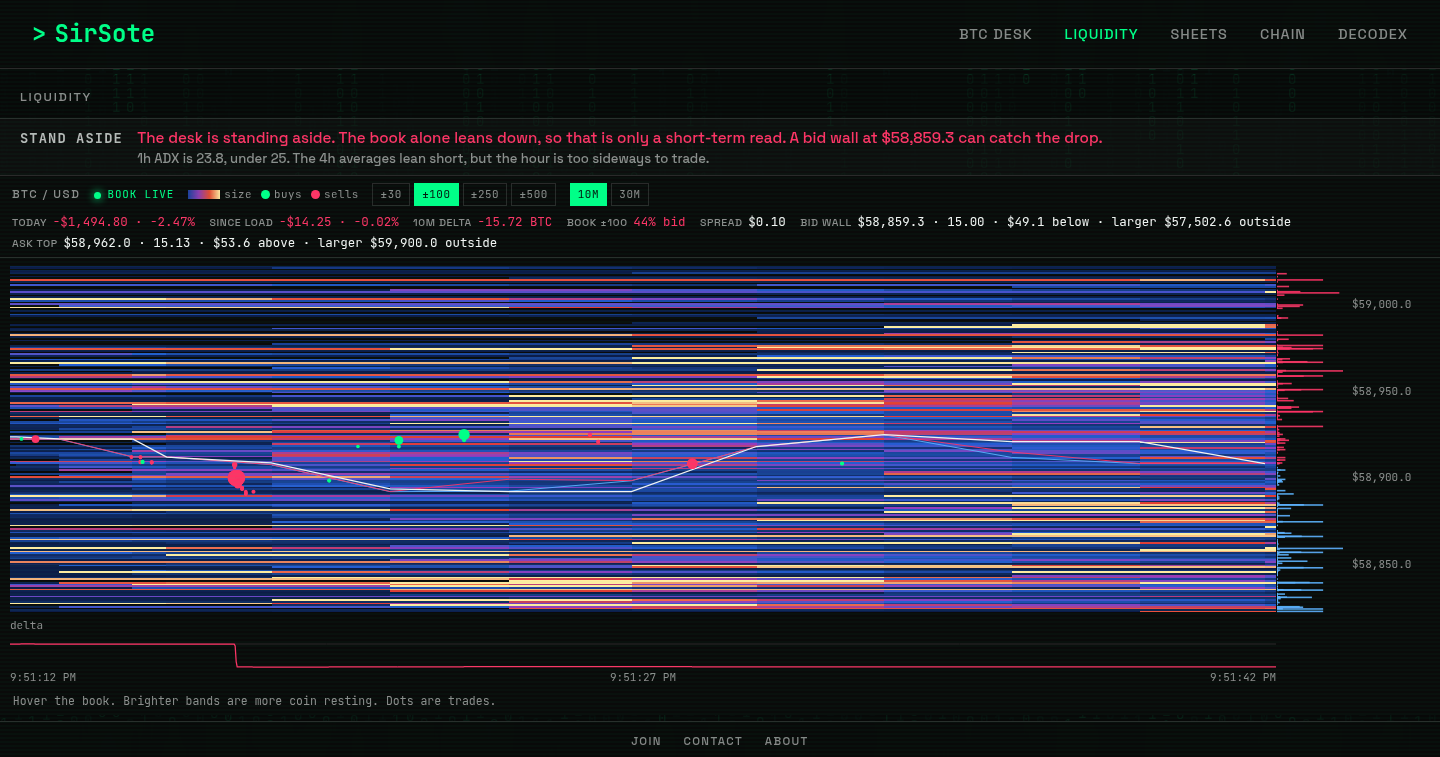 > SirSote
BTC DESK LIQUIDITY SHEETS CHAIN DECODEX
LIQUIDITY
STAND ASIDE The desk is standing aside. The book alone leans down, so that is only a short-term read. A bid wall at $58,859.3 can catch the drop.
1h ADX is 23.8, under 25. The 4h averages lean short, but the hour is too sideways to trade.
BTC / USD BOOK LIVE size buys sells ±30 ±100 ±250 ±500 10M 30M
TODAY -$1,494.80 · -2.47% SINCE LOAD -$14.25 · -0.02% 10M DELTA -15.72 BTC BOOK ±100 44% bid SPREAD $0.10 BID WALL $58,859.3 · 15.00 · $49.1 below · larger $57,502.6 outside
ASK TOP $58,962.0 · 15.13 · $53.6 above · larger $59,900.0 outside
$59,000.0
$58,950.0
$58,900.0
$58,850.0
delta
9:51:12 PM 9:51:27 PM 9:51:42 PM
Hover the book. Brighter bands are more coin resting. Dots are trades.
JOIN CONTACT ABOUT